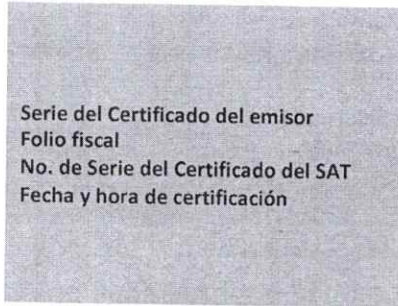 Serie del Certificado del emisor
Folio fiscal
No. de Serie del Certificado del SAT
Fecha y hora de certificación